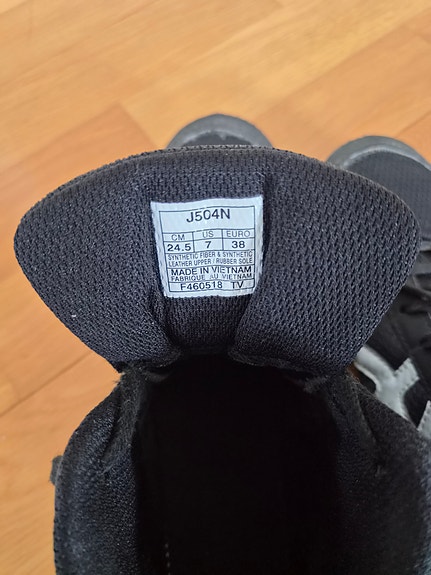 J504N
CM US EURO
24.5 7 38
SYNTHETIC FIBER & SYNTHETIC
LEATHER UPPER / RUBBER SOLE
MADE IN VIETNAM
FABRIQUE AU VIETNAM
F460518 TV